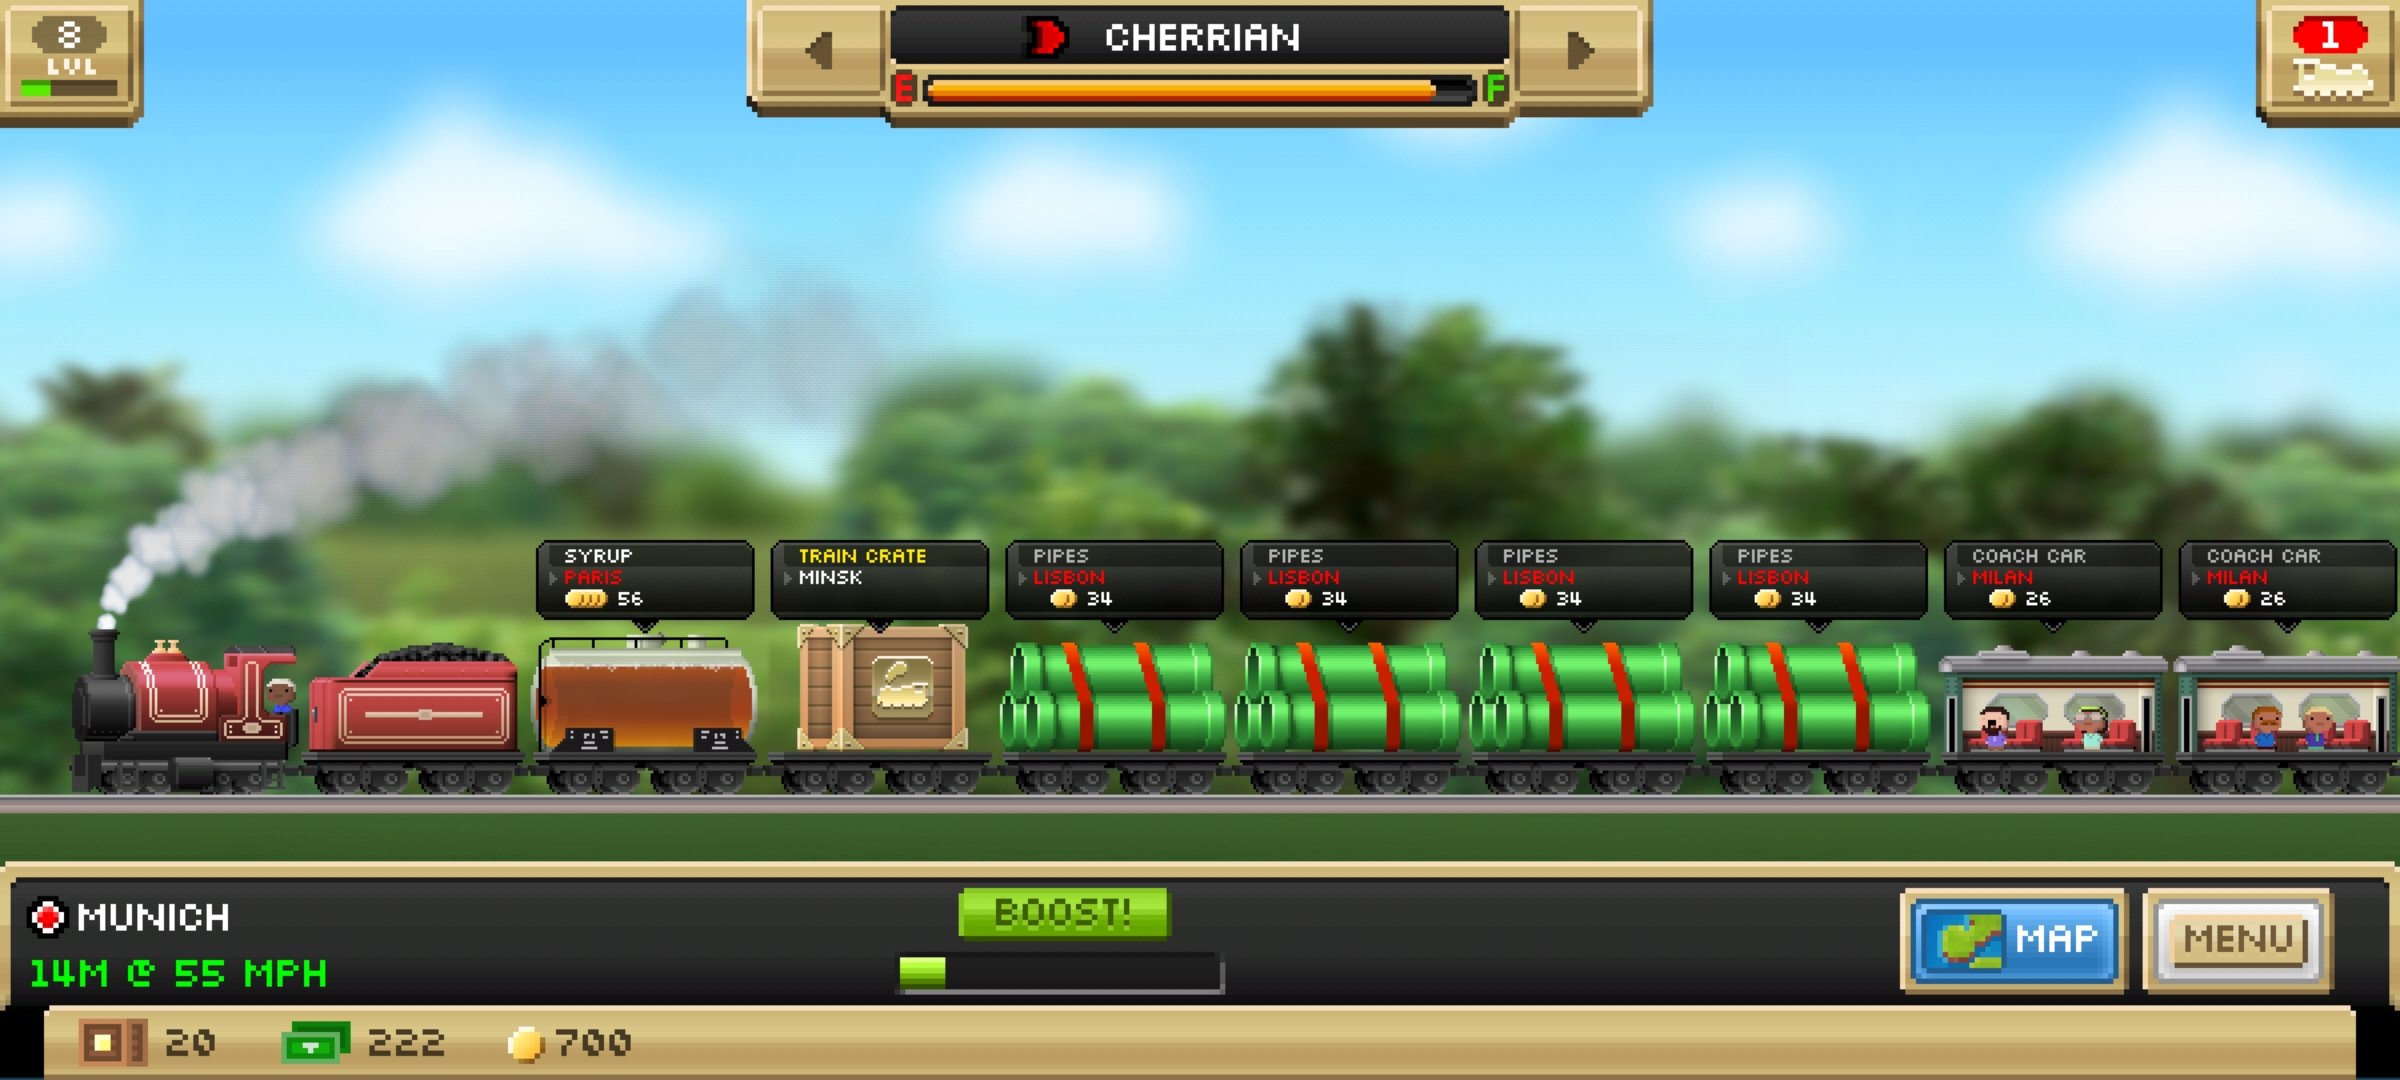 8
LVL
CHERRIAN
E F
1
SYRUP
PARIS
56
TRAIN CRATE
MINSK
PIPES
LISBON
34
PIPES
LISBON
34
PIPES
LISBON
34
PIPES
LISBON
34
COACH CAR
MILAN
26
COACH CAR
MILAN
26
MUNICH
14M @ 55 MPH
BOOST!
MAP
MENU
20
222
700